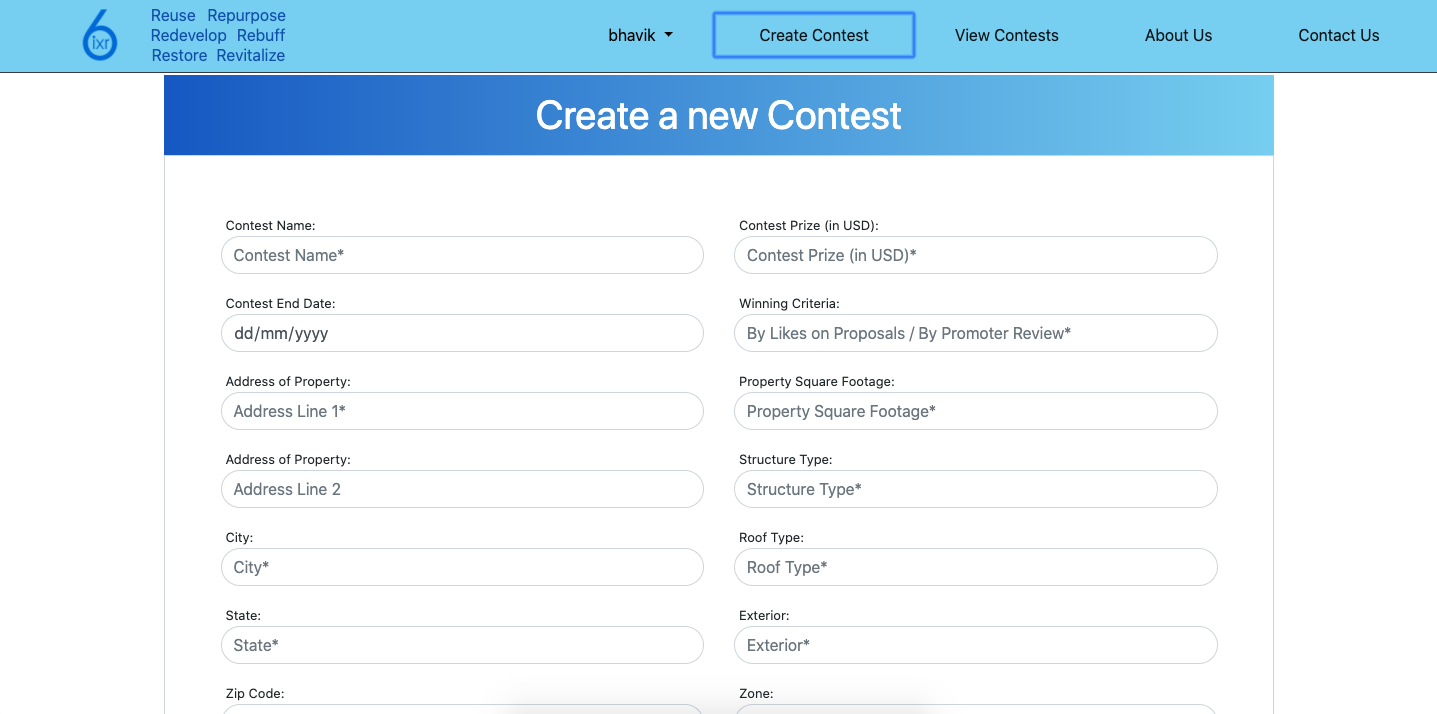 6ixr
Reuse Repurpose
Redevelop Rebuff
Restore Revitalize
bhavik
Create Contest
View Contests
About Us
Contact Us
Create a new Contest
Contest Name:
Contest Prize (in USD):
Contest Name*
Contest Prize (in USD)*
Contest End Date:
Winning Criteria:
dd/mm/yyyy
By Likes on Proposals / By Promoter Review*
Address of Property:
Property Square Footage:
Address Line 1*
Property Square Footage*
Address of Property:
Structure Type:
Address Line 2
Structure Type*
City:
Roof Type:
City*
Roof Type*
State:
Exterior:
State*
Exterior*
Zip Code:
Zone: